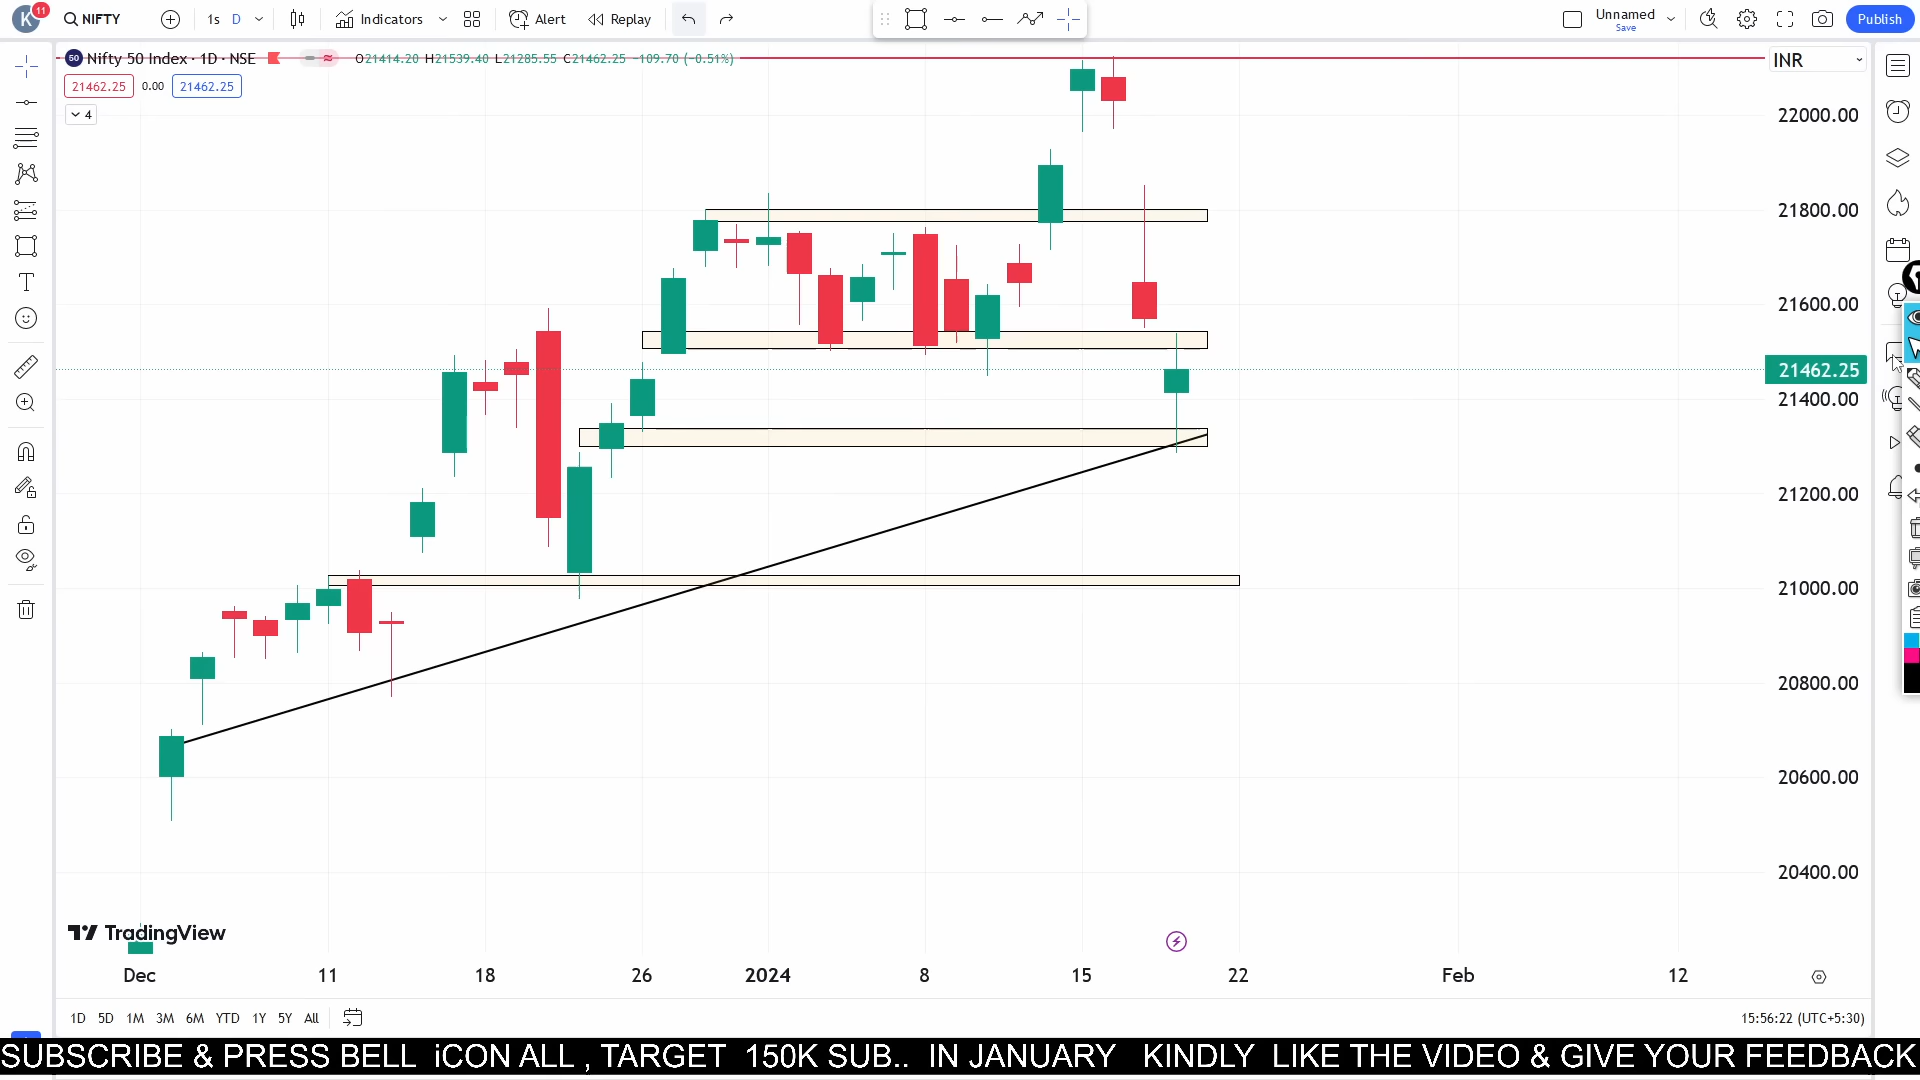 K 11 NIFTY 1s D Indicators Alert Replay Unnamed Save Publish
50 Nifty 50 Index · 1D · NSE O21414.20 H21539.40 L21285.55 C21462.25 −109.70 (−0.51%) INR
21462.25 0.00 21462.25
4
22000.00
21800.00
21600.00
21462.25
21400.00
21200.00
21000.00
20800.00
20600.00
20400.00
TradingView
Dec 11 18 26 2024 8 15 22 Feb 12
1D 5D 1M 3M 6M YTD 1Y 5Y All 15:56:22 (UTC+5:30)
SUBSCRIBE & PRESS BELL iCON ALL , TARGET 150K SUB.. IN JANUARY KINDLY LIKE THE VIDEO & GIVE YOUR FEEDBACK